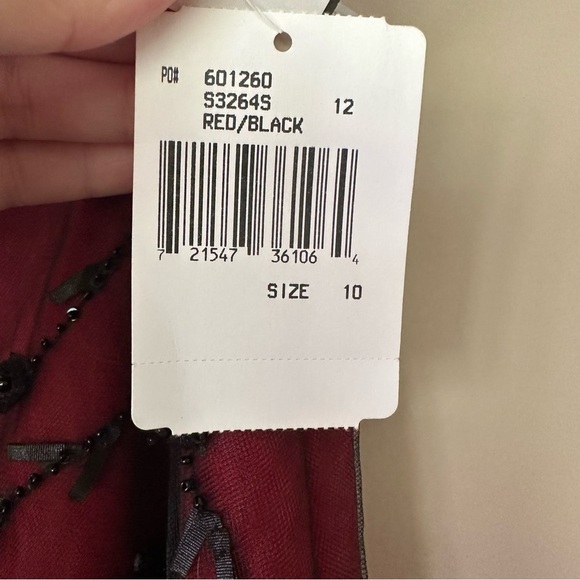 PO# 601260
S3264S 12
RED/BLACK
7 21547 36106 4
SIZE 10